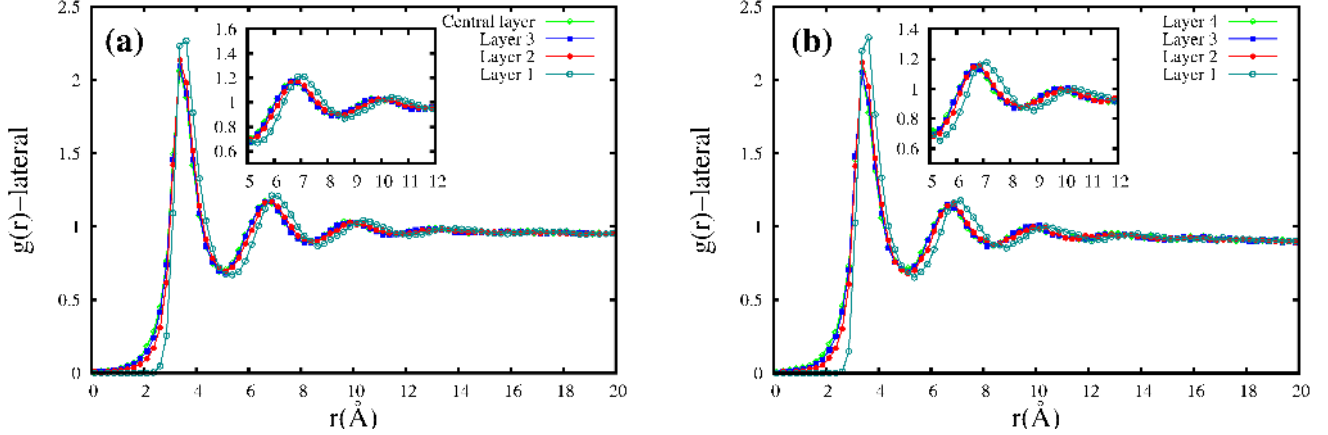 (a)
Central layer
Layer 3
Layer 2
Layer 1
g(r)-lateral
2.5
2
1.5
1
0.5
0
0 2 4 6 8 10 12 14 16 18 20
r(Å)
1.6
1.4
1.2
1
0.8
0.6
5 6 7 8 9 10 11 12
(b)
Layer 4
Layer 3
Layer 2
Layer 1
g(r)-lateral
2.5
2
1.5
1
0.5
0
0 2 4 6 8 10 12 14 16 18 20
r(Å)
1.4
1.2
1
0.8
0.6
5 6 7 8 9 10 11 12